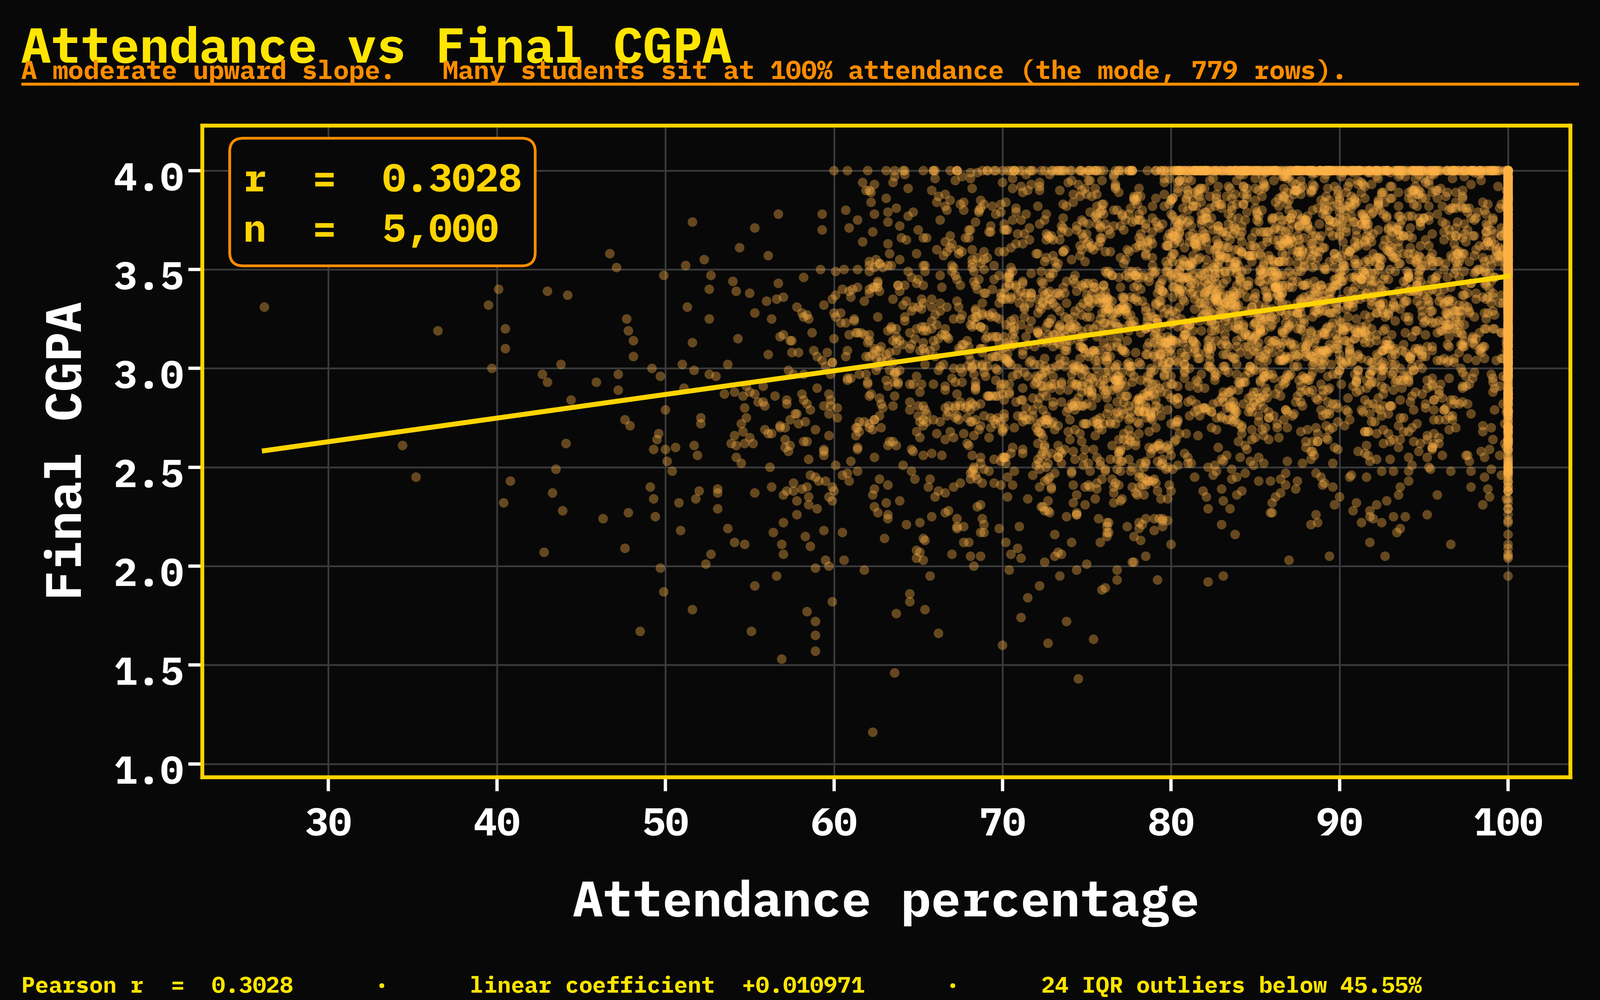 Attendance vs Final CGPA
A moderate upward slope. Many students sit at 100% attendance (the mode, 779 rows).
r = 0.3028
n = 5,000
4.0
3.5
3.0
2.5
2.0
1.5
1.0
Final CGPA
30 40 50 60 70 80 90 100
Attendance percentage
Pearson r = 0.3028 · linear coefficient +0.010971 · 24 IQR outliers below 45.55%